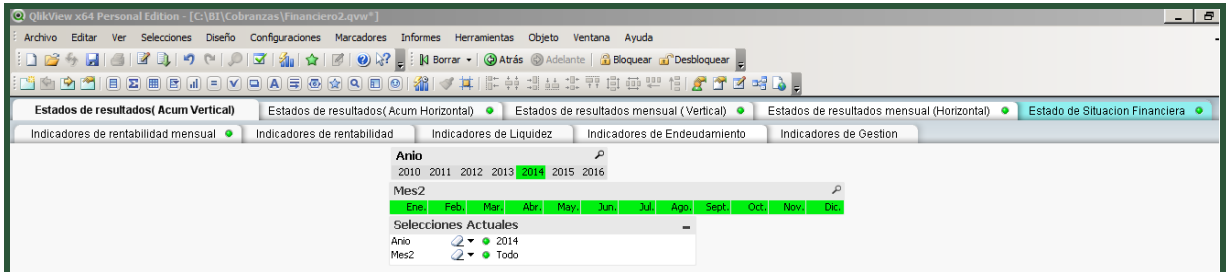 QlikView x64 Personal Edition - [C:\BI\Cobranzas\Financiero2.qvw*]
Archivo Editar Ver Selecciones Diseño Configuraciones Marcadores Informes Herramientas Objeto Ventana Ayuda
Borrar Atrás Adelante Bloquear Desbloquear
Estados de resultados( Acum Vertical) Estados de resultados( Acum Horizontal) Estados de resultados mensual ( Vertical) Estados de resultados mensual (Horizontal) Estado de Situacion Financiera
Indicadores de rentabilidad mensual Indicadores de rentabilidad Indicadores de Liquidez Indicadores de Endeudamiento Indicadores de Gestion
Anio
2010 2011 2012 2013 2014 2015 2016
Mes2
Ene. Feb. Mar. Abr. May. Jun. Jul. Ago. Sept. Oct. Nov. Dic.
Selecciones Actuales
Anio 2014
Mes2 Todo